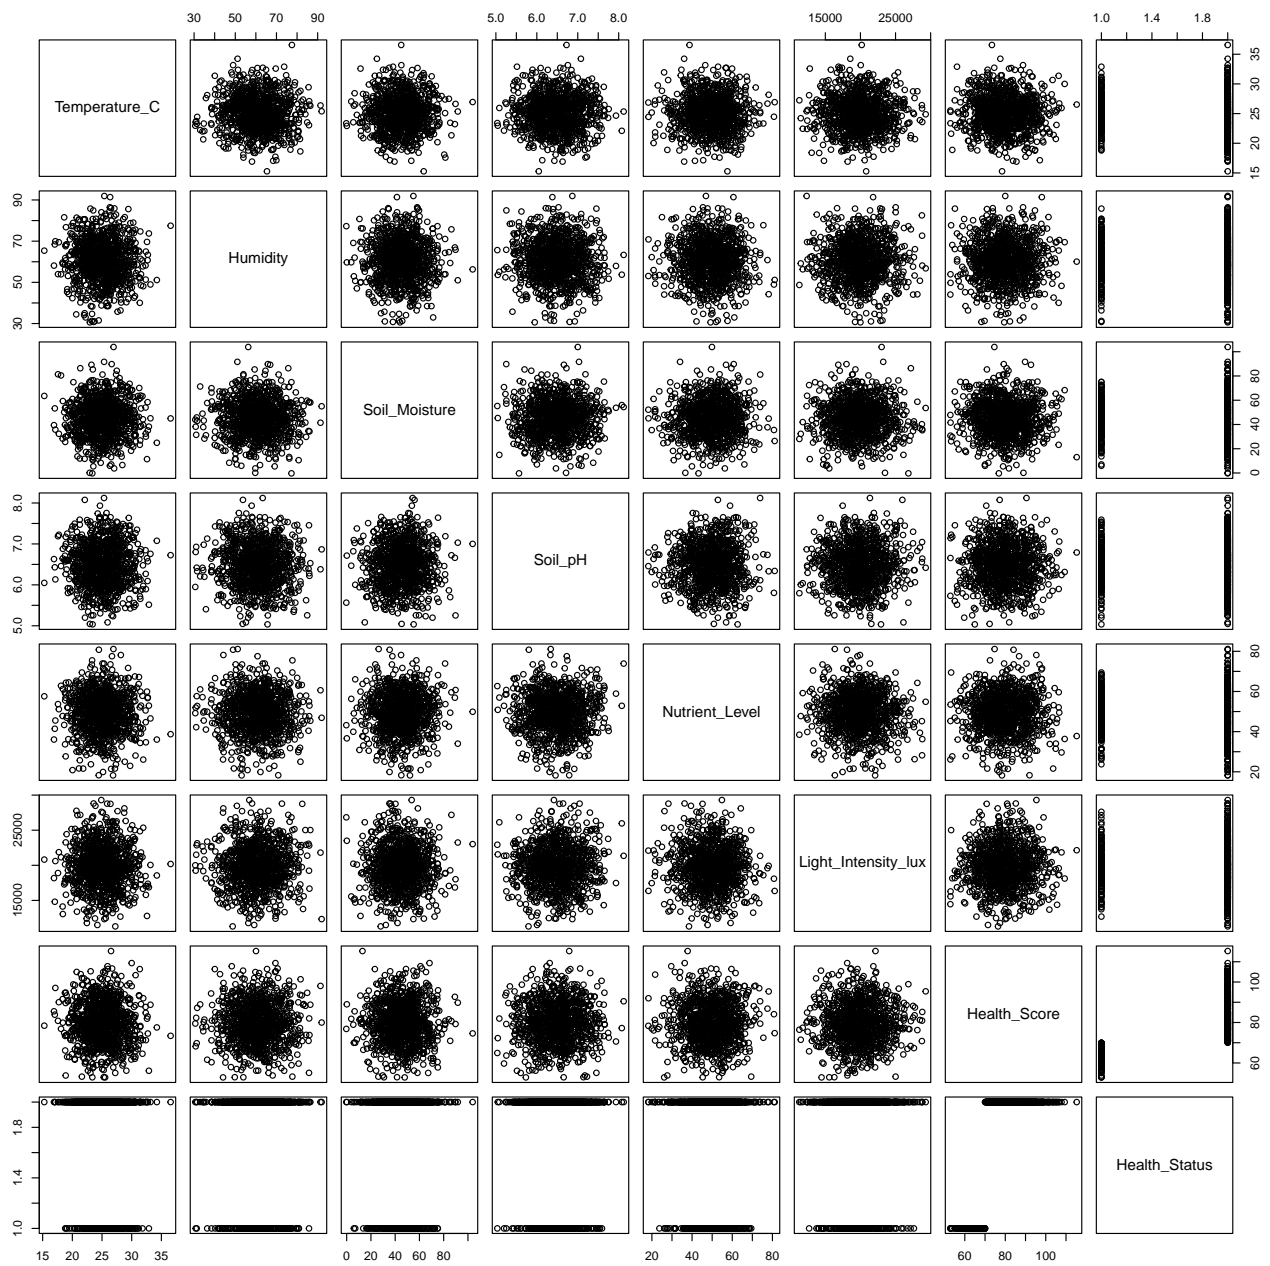 30 50 70 90 5.0 6.0 7.0 8.0 15000 25000 1.0 1.4 1.8
Temperature_C 15 20 25 30 35
30 50 70 90 Humidity
Soil_Moisture 0 20 40 60 80
5.0 6.0 7.0 8.0 Soil_pH
Nutrient_Level 20 40 60 80
15000 25000 Light_Intensity_lux
Health_Score 60 80 100
1.0 1.4 1.8 Health_Status
15 20 25 30 35 0 20 40 60 80 20 40 60 80 60 80 100